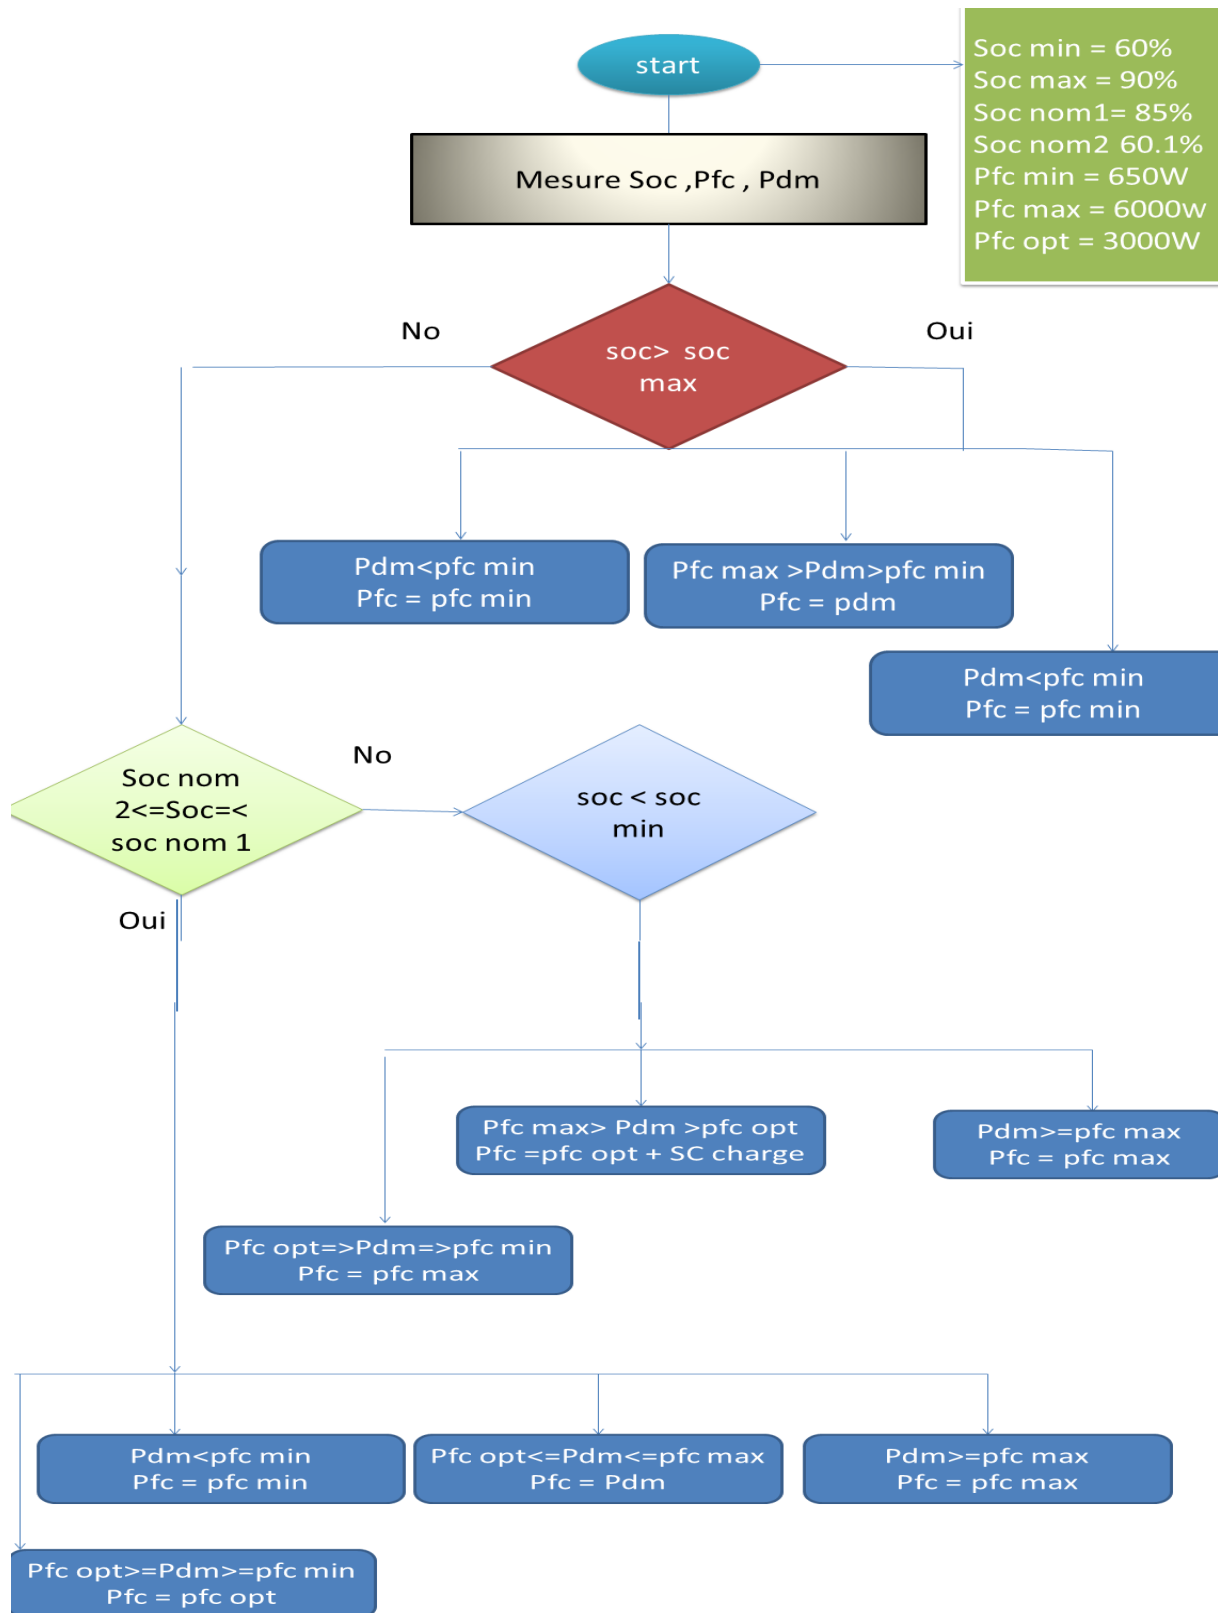 start
Soc min = 60%
Soc max = 90%
Soc nom1= 85%
Soc nom2 60.1%
Pfc min = 650W
Pfc max = 6000w
Pfc opt = 3000W
Mesure Soc ,Pfc , Pdm
No
Oui
soc> soc
max
Pdm<pfc min
Pfc = pfc min
Pfc max >Pdm>pfc min
Pfc = pdm
Pdm<pfc min
Pfc = pfc min
Soc nom
2<=Soc=<
soc nom 1
No
soc < soc
min
Oui
Pfc max> Pdm >pfc opt
Pfc =pfc opt + SC charge
Pdm>=pfc max
Pfc = pfc max
Pfc opt=>Pdm=>pfc min
Pfc = pfc max
Pdm<pfc min
Pfc = pfc min
Pfc opt<=Pdm<=pfc max
Pfc = Pdm
Pdm>=pfc max
Pfc = pfc max
Pfc opt>=Pdm>=pfc min
Pfc = pfc opt